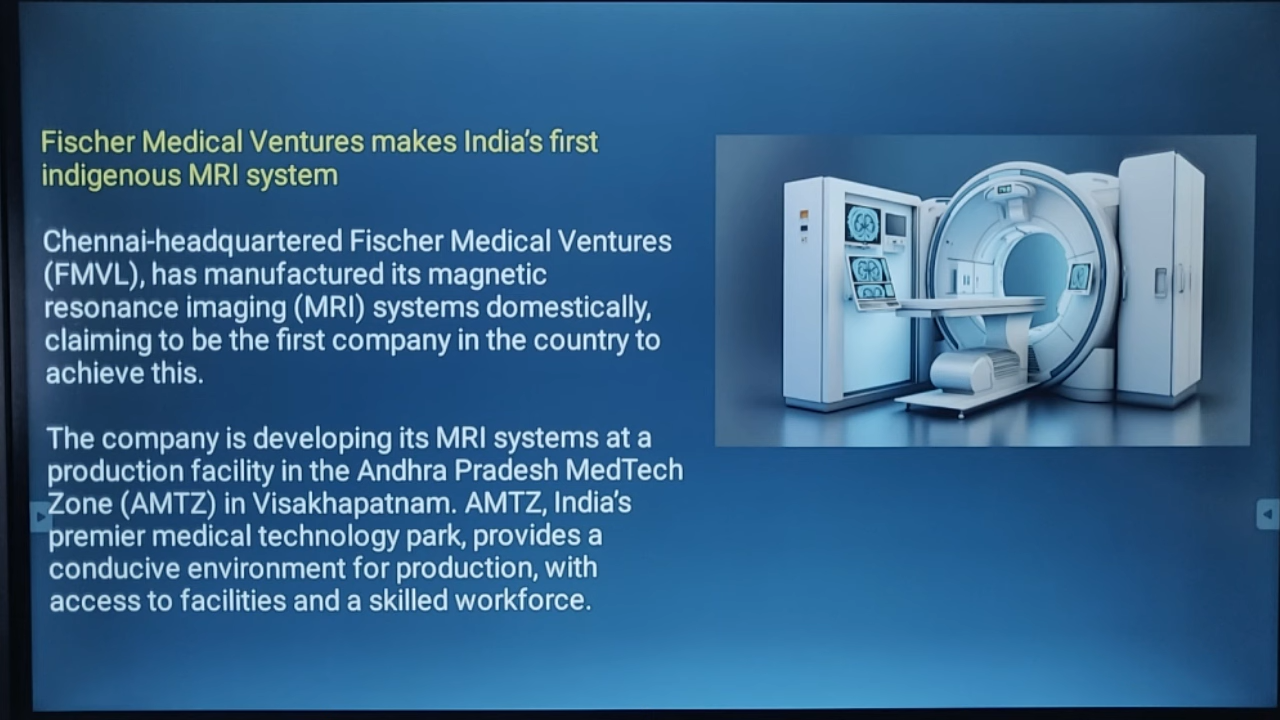 Fischer Medical Ventures makes India's first
indigenous MRI system
Chennai-headquartered Fischer Medical Ventures
(FMVL), has manufactured its magnetic
resonance imaging (MRI) systems domestically,
claiming to be the first company in the country to
achieve this.
The company is developing its MRI systems at a
production facility in the Andhra Pradesh MedTech
Zone (AMTZ) in Visakhapatnam. AMTZ, India's
premier medical technology park, provides a
conducive environment for production, with
access to facilities and a skilled workforce.